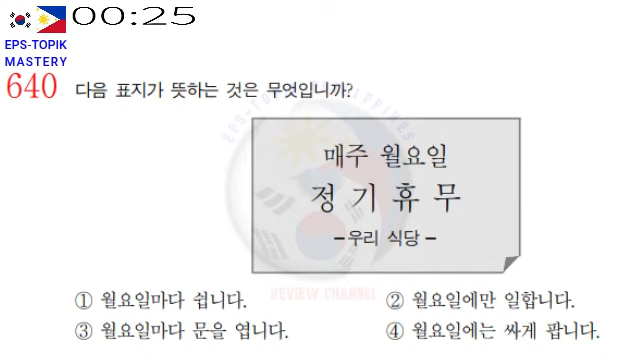 00:25
EPS-TOPIK
MASTERY
640 다음 표지가 뜻하는 것은 무엇입니까?
매주 월요일
정 기 휴 무
-우리 식당-
① 월요일마다 쉽니다. ② 월요일에만 일합니다.
③ 월요일마다 문을 엽니다. ④ 월요일에는 싸게 팝니다.
REVIEW CHANNEL